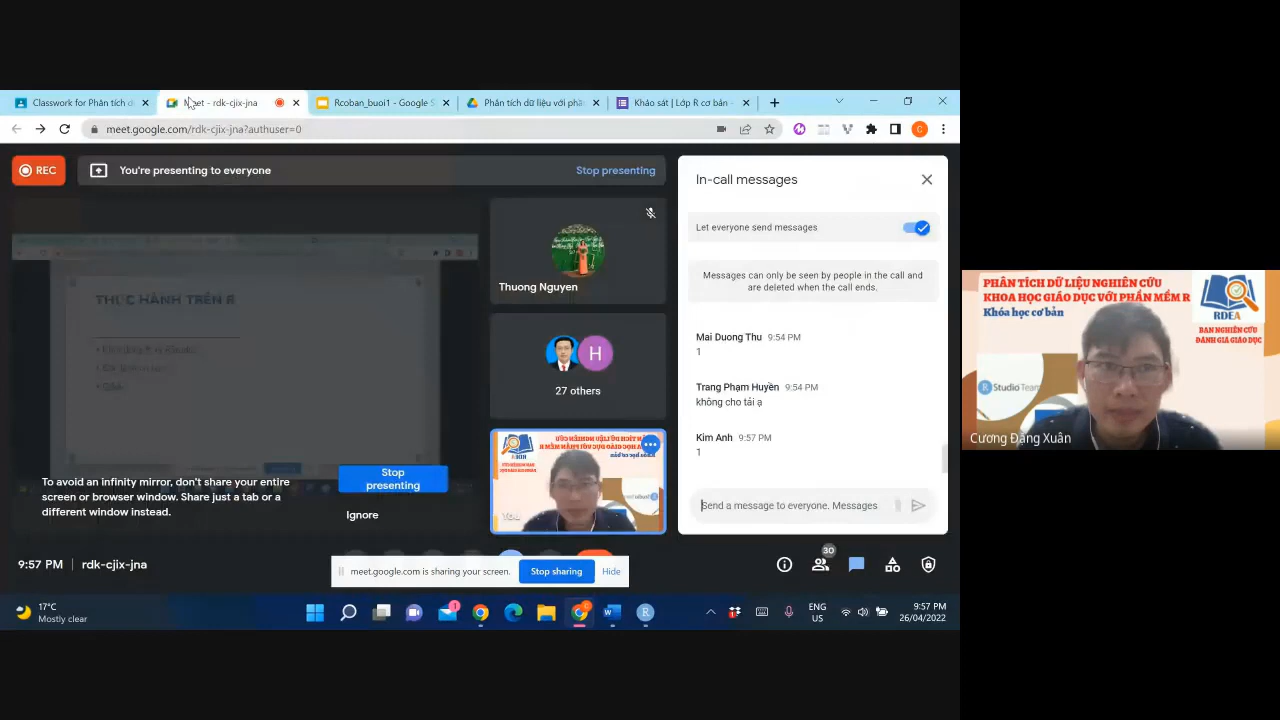 Classwork for Phân tích d
Meet - rdk-cjix-jna
Rcoban_buoi1 - Google S
Phân tích dữ liệu với phầ
Khảo sát | Lớp R cơ bản -
meet.google.com/rdk-cjix-jna?authuser=0
REC
You're presenting to everyone
Stop presenting
THỰC HÀNH TRÊN R
To avoid an infinity mirror, don't share your entire
screen or browser window. Share just a tab or a
different window instead.
Stop
presenting
Ignore
Thuong Nguyen
H
27 others
You
In-call messages
Let everyone send messages
Messages can only be seen by people in the call and
are deleted when the call ends.
Mai Duong Thu 9:54 PM
1
Trang Phạm Huyền 9:54 PM
không cho tải ạ
Kim Anh 9:57 PM
1
Send a message to everyone. Messages
9:57 PM | rdk-cjix-jna
meet.google.com is sharing your screen.
Stop sharing
Hide
30
17°C
Mostly clear
1
ENG
US
9:57 PM
26/04/2022
PHÂN TÍCH DỮ LIỆU NGHIÊN CỨU
KHOA HỌC GIÁO DỤC VỚI PHẦN MỀM R
Khóa học cơ bản
RDEA
BAN NGHIÊN CỨU
ĐÁNH GIÁ GIÁO DỤC
R Studio Team
Cương Đặng Xuân